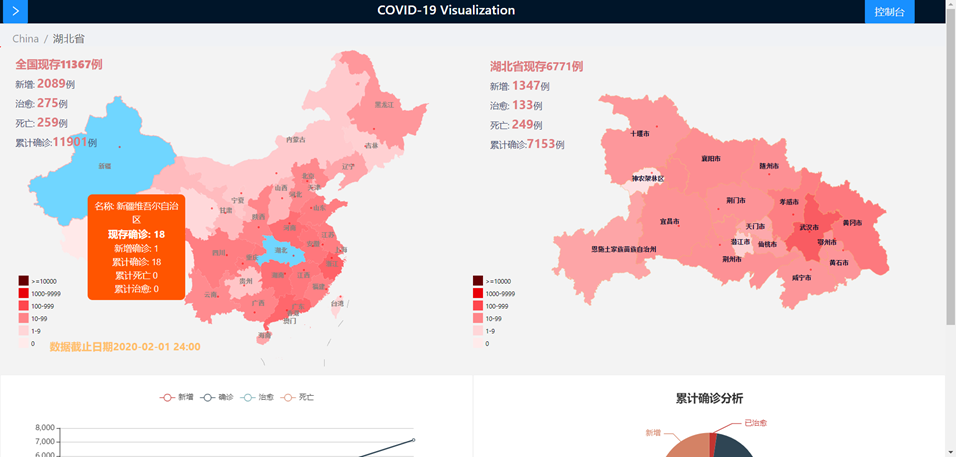 COVID-19 Visualization
控制台
China / 湖北省
全国现存11367例
新增: 2089例
治愈: 275例
死亡: 259例
累计确诊:11901例
黑龙江
内蒙古
吉林
新疆
辽宁
北京
天津
山西
河北
宁夏
山东
甘肃
陕西
河南
江苏
名称: 新疆维吾尔自治
区
现存确诊: 18
新增确诊: 1
累计确诊: 18
累计死亡 0
累计治愈: 0
四川
湖北
安徽
上海
重庆
湖南
江西
贵州
福建
云南
广西
广东
台湾
香港
澳门
海南
>=10000
1000-9999
100-999
10-99
1-9
0
数据截止日期2020-02-01 24:00
湖北省现存6771例
新增: 1347例
治愈: 133例
死亡: 249例
累计确诊:7153例
十堰市
襄阳市
随州市
神农架林区
荆门市
孝感市
宜昌市
黄冈市
天门市
武汉市
恩施土家族苗族自治州
潜江市
仙桃市
鄂州市
荆州市
黄石市
咸宁市
>=10000
1000-9999
100-999
10-99
1-9
0
新增 确诊 治愈 死亡
8,000
7,000
6,000
累计确诊分析
已治愈
新增